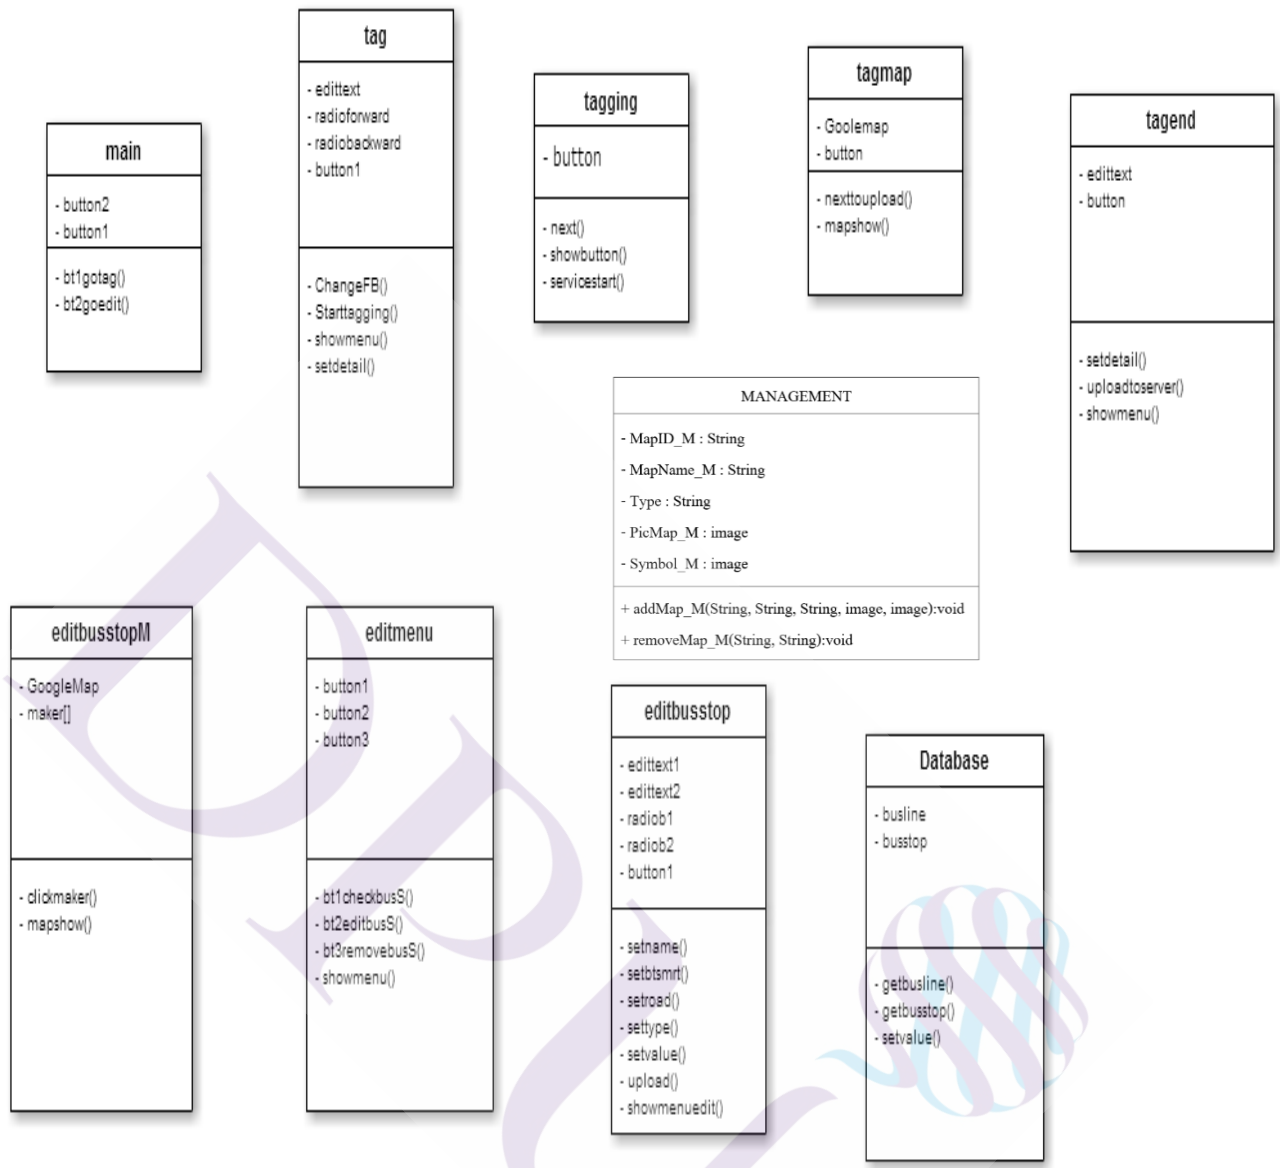 main
- button2
- button1
- bt1gotag()
- bt2goedit()
tag
- edittext
- radioforward
- radiobackward
- button1
- ChangeFB()
- Starttagging()
- showmenu()
- setdetail()
tagging
- button
- next()
- showbutton()
- servicestart()
tagmap
- Goolemap
- button
- nexttoupload()
- mapshow()
tagend
- edittext
- button
- setdetail()
- uploadtoserver()
- showmenu()
MANAGEMENT
- MapID_M : String
- MapName_M : String
- Type : String
- PicMap_M : image
- Symbol_M : image
+ addMap_M(String, String, String, image, image):void
+ removeMap_M(String, String):void
editbusstopM
- GoogleMap
- maker[]
- clickmaker()
- mapshow()
editmenu
- button1
- button2
- button3
- bt1checkbusS()
- bt2editbusS()
- bt3removebusS()
- showmenu()
editbusstop
- edittext1
- edittext2
- radiob1
- radiob2
- button1
- setname()
- setbtsmrt()
- setroad()
- settype()
- setvalue()
- upload()
- showmenuedit()
Database
- busline
- busstop
- getbusline()
- getbusstop()
- setvalue()
DPU